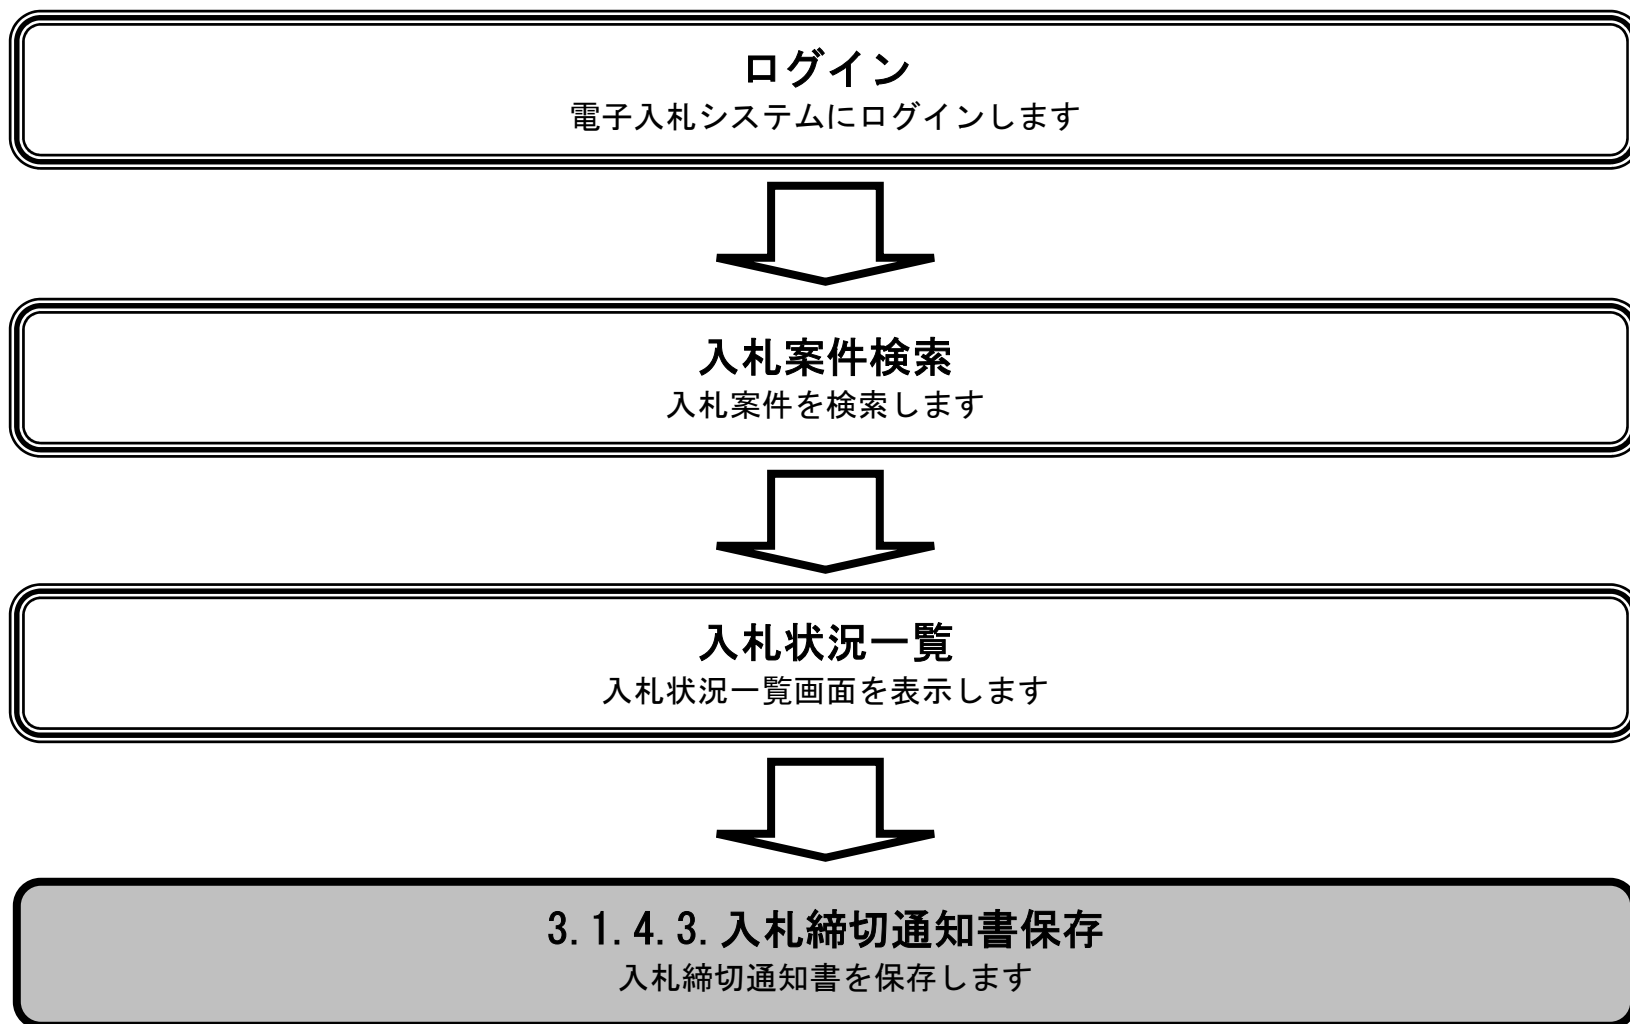 ログイン
電子入札システムにログインします
入札案件検索
入札案件を検索します
入札状況一覧
入札状況一覧画面を表示します
3.1.4.3.入札締切通知書保存
入札締切通知書を保存します